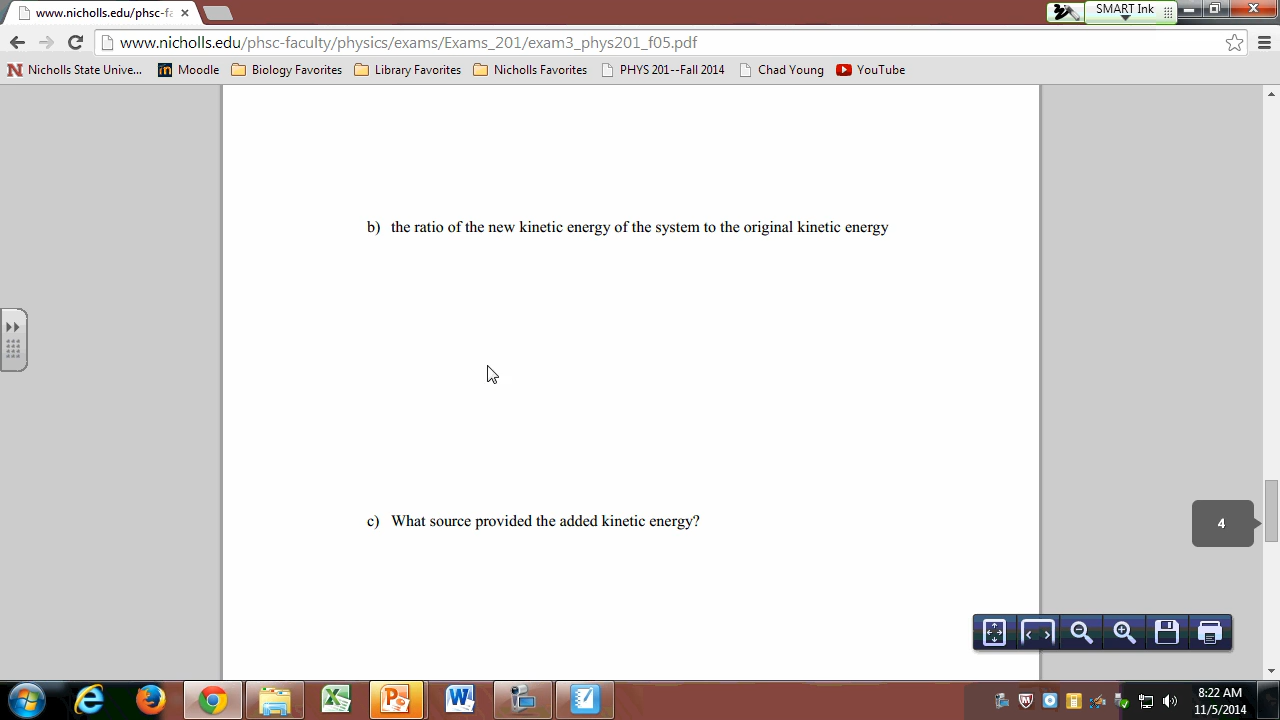 www.nicholls.edu/phsc-fa
SMART Ink
www.nicholls.edu/phsc-faculty/physics/exams/Exams_201/exam3_phys201_f05.pdf
Nicholls State Unive... Moodle Biology Favorites Library Favorites Nicholls Favorites PHYS 201--Fall 2014 Chad Young YouTube
b) the ratio of the new kinetic energy of the system to the original kinetic energy
c) What source provided the added kinetic energy?
4
8:22 AM
11/5/2014